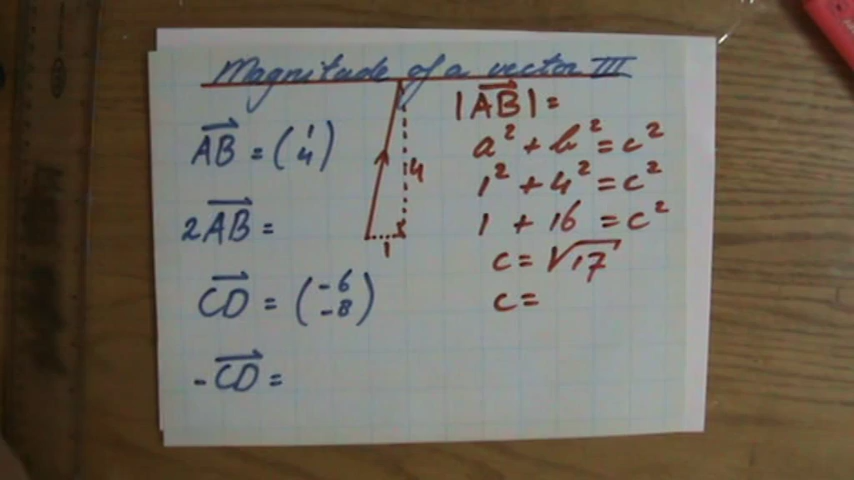 Magnitude of a vector III
AB = (1 4)
2AB =
CD = (-6 -8)
-CD =
4
1
|AB| =
a² + b² = c²
1² + 4² = c²
1 + 16 = c²
c = √17
c =